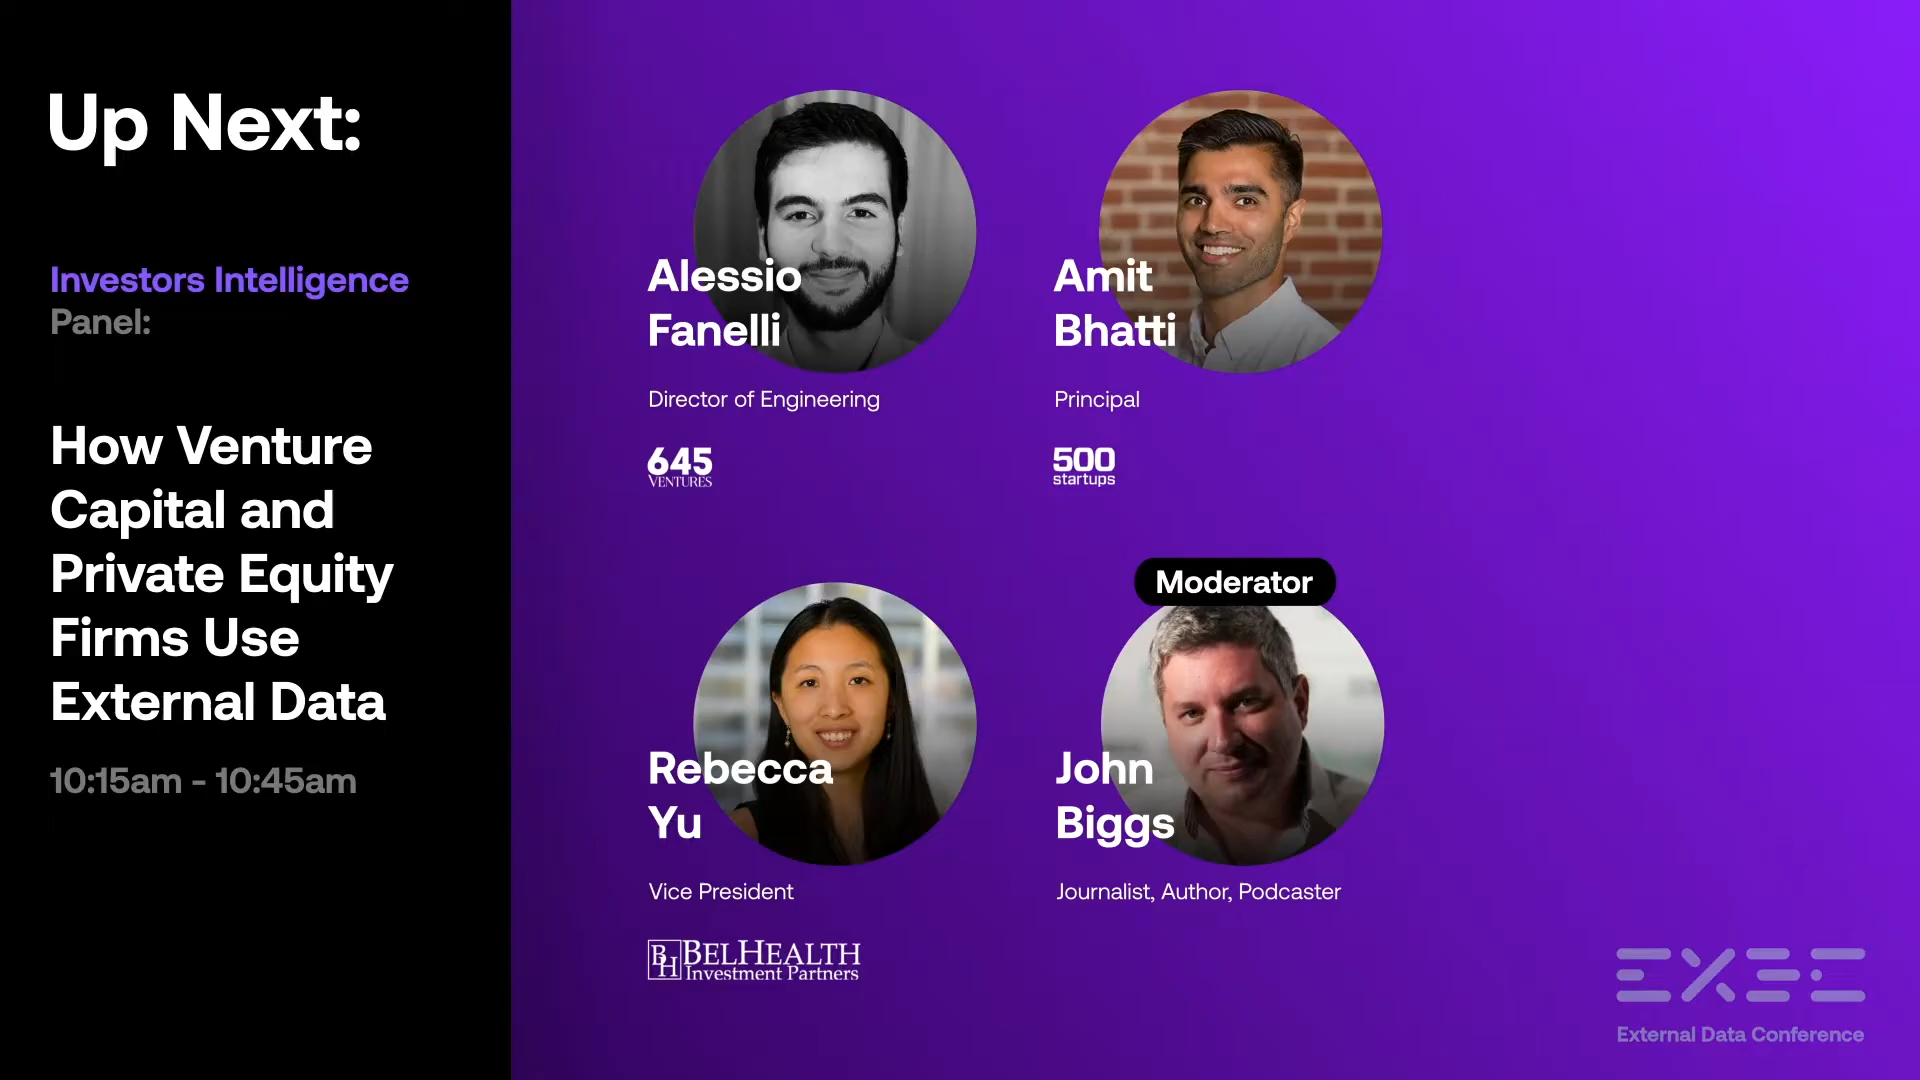 Up Next:
Investors Intelligence
Panel:
How Venture
Capital and
Private Equity
Firms Use
External Data
10:15am - 10:45am
Alessio
Fanelli
Director of Engineering
645
VENTURES
Amit
Bhatti
Principal
500
startups
Rebecca
Yu
Vice President
BH BELHEALTH
Investment Partners
Moderator
John
Biggs
Journalist, Author, Podcaster
EXEC
External Data Conference